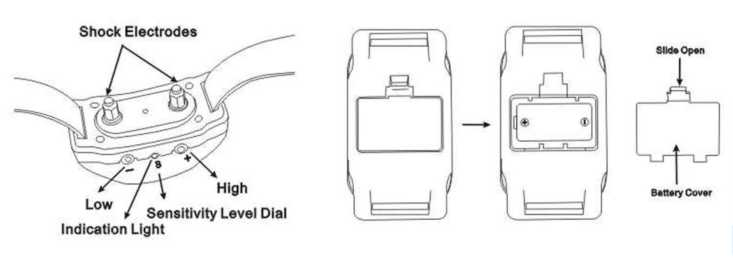 Shock Electrodes
− S +
High
Low
Sensitivity Level Dial
Indication Light
+ −
Slide Open
Battery Cover